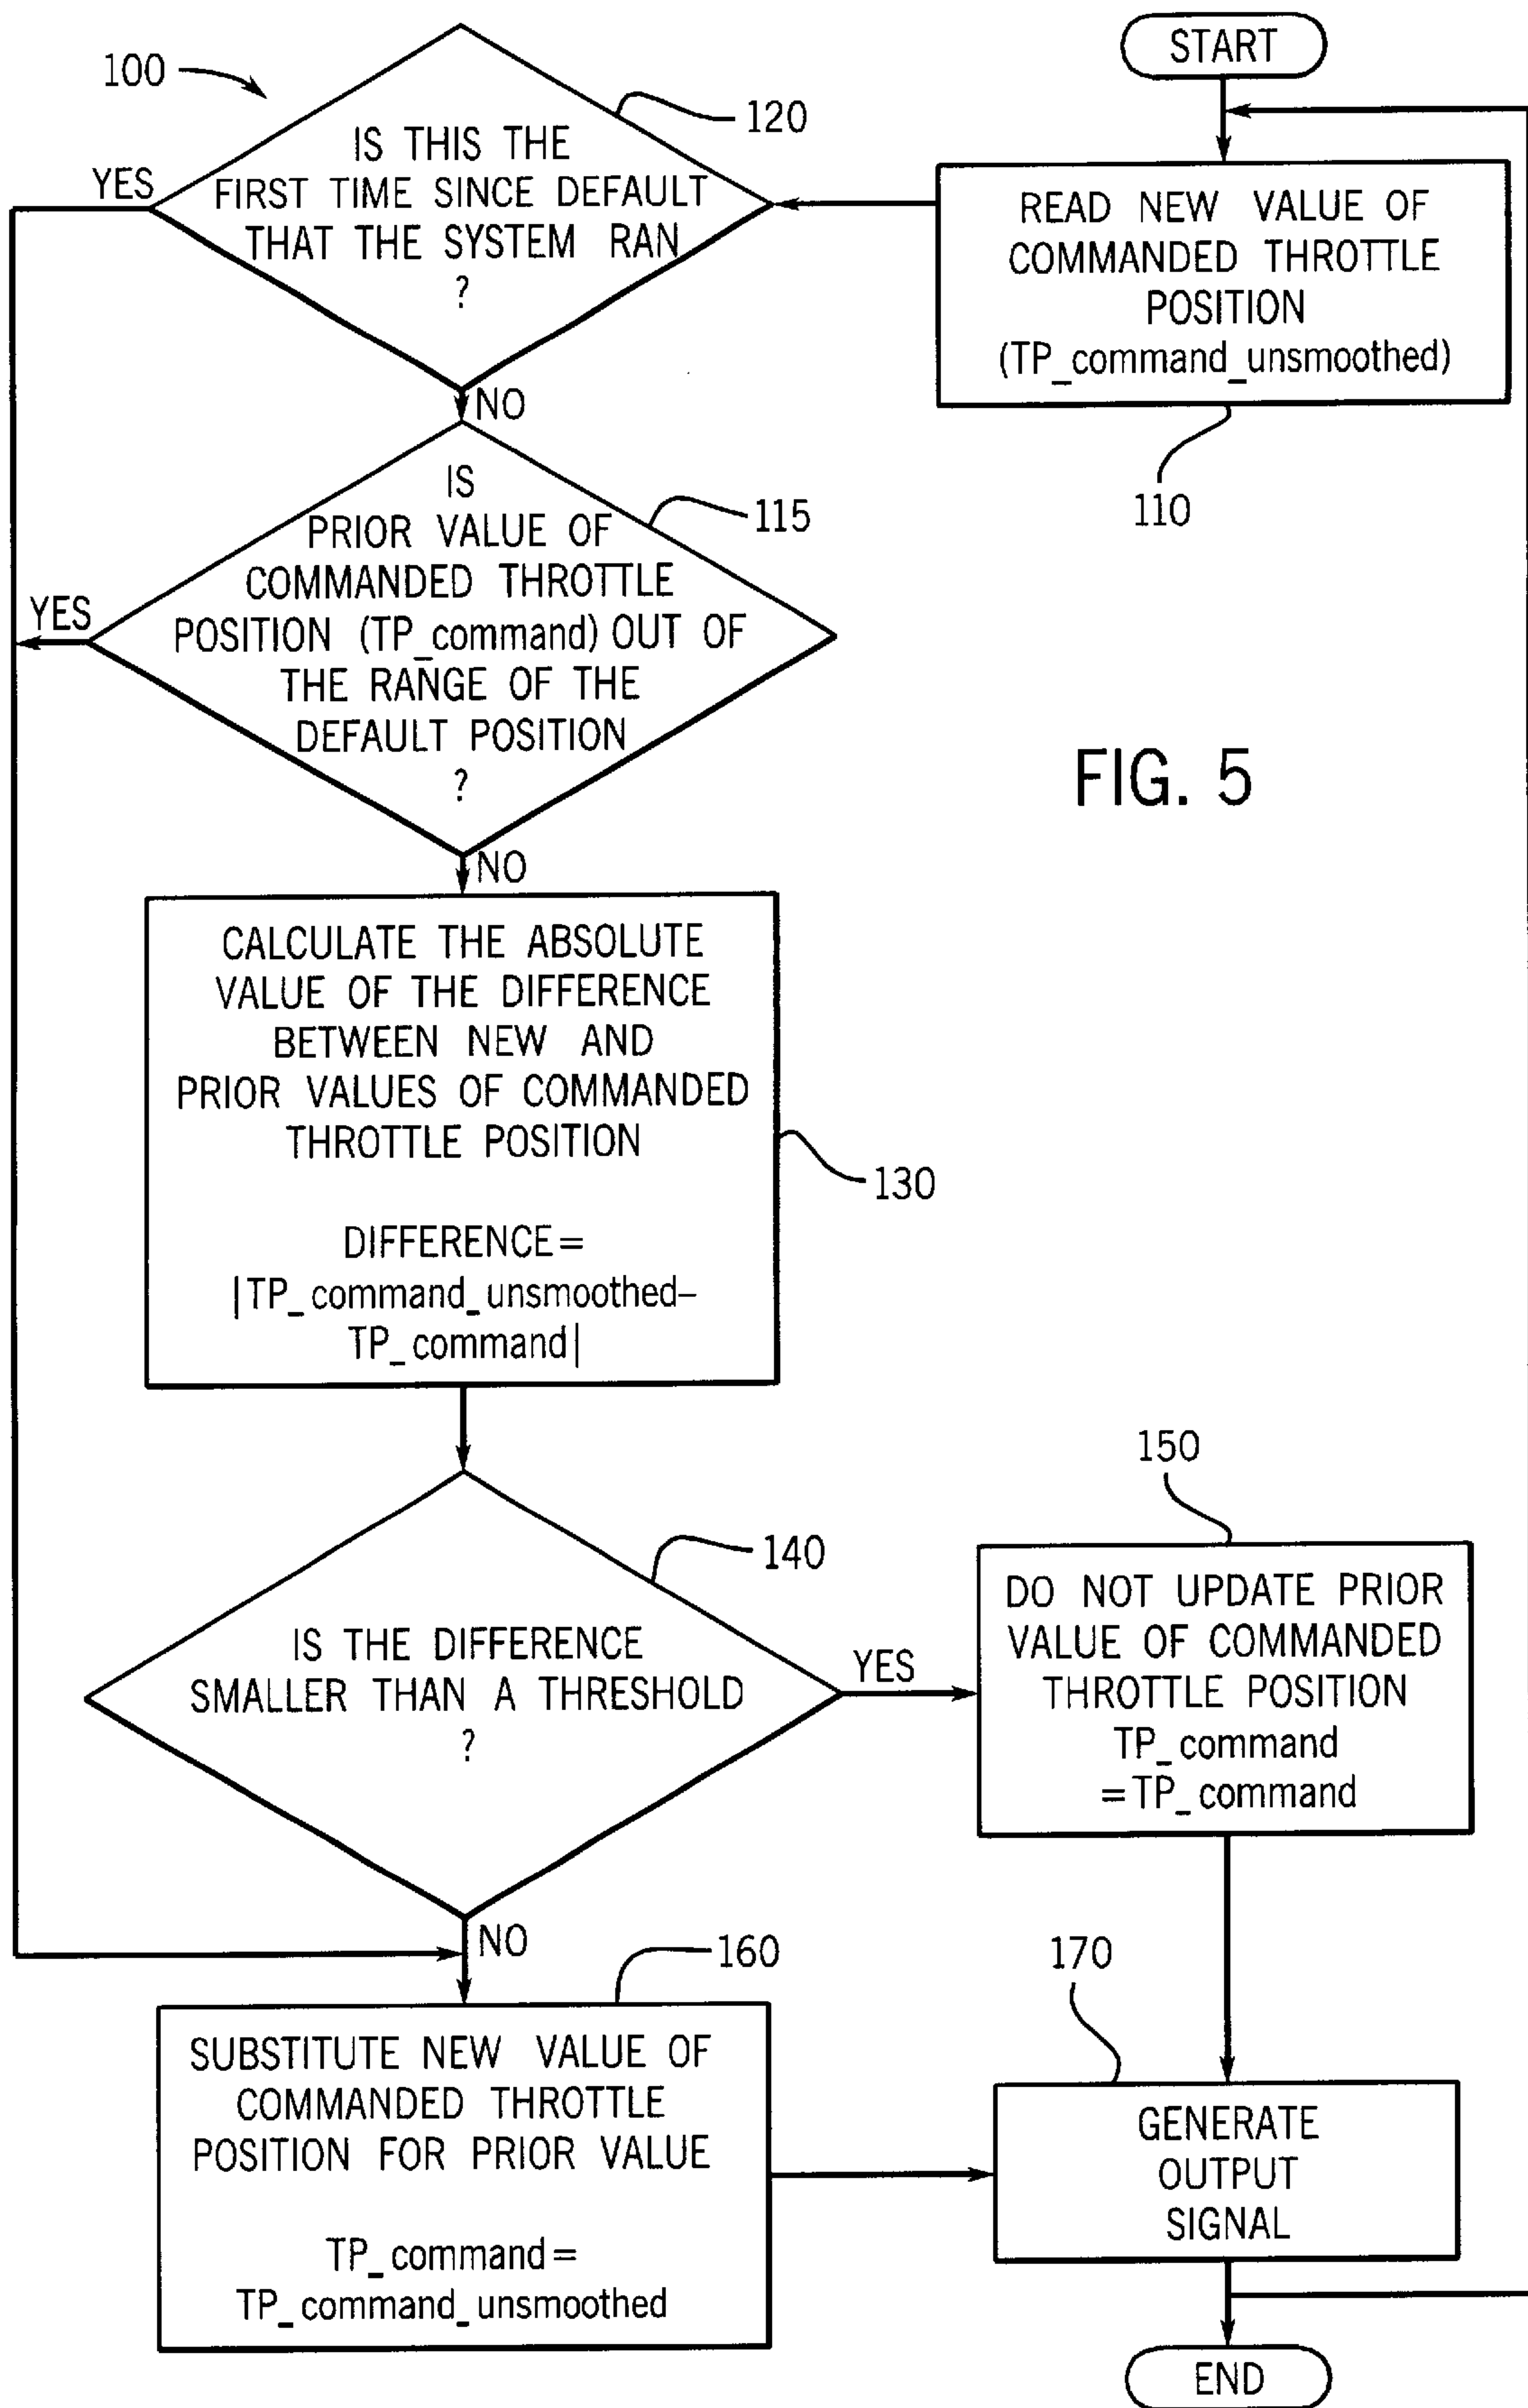 START
100
120
IS THIS THE
FIRST TIME SINCE DEFAULT
THAT THE SYSTEM RAN
?
YES
NO
READ NEW VALUE OF
COMMANDED THROTTLE
POSITION
(TP_command_unsmoothed)
110
IS
PRIOR VALUE OF
COMMANDED THROTTLE
POSITION (TP_command) OUT OF
THE RANGE OF THE
DEFAULT POSITION
?
115
YES
NO
FIG. 5
CALCULATE THE ABSOLUTE
VALUE OF THE DIFFERENCE
BETWEEN NEW AND
PRIOR VALUES OF COMMANDED
THROTTLE POSITION
DIFFERENCE=
|TP_command_unsmoothed–
TP_command|
130
IS THE DIFFERENCE
SMALLER THAN A THRESHOLD
?
140
YES
NO
150
DO NOT UPDATE PRIOR
VALUE OF COMMANDED
THROTTLE POSITION
TP_command
=TP_command
160
SUBSTITUTE NEW VALUE OF
COMMANDED THROTTLE
POSITION FOR PRIOR VALUE
TP_command=
TP_command_unsmoothed
170
GENERATE
OUTPUT
SIGNAL
END